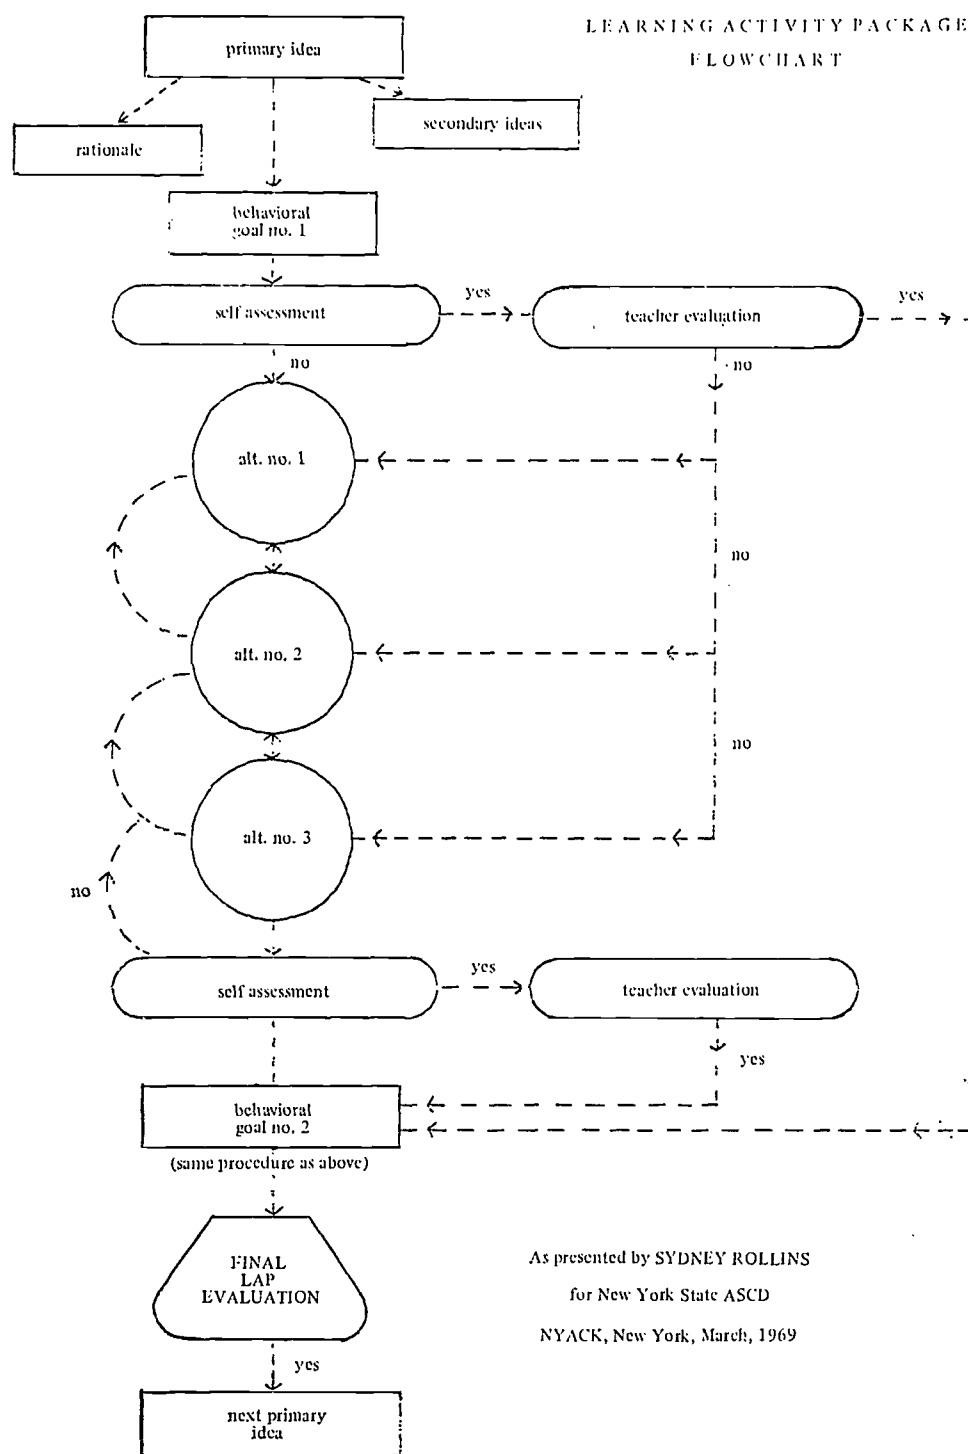 LEARNING ACTIVITY PACKAGE
FLOWCHART
primary idea
secondary ideas
rationale
behavioral
goal no. 1
self assessment
yes
teacher evaluation
yes
no
no
alt. no. 1
no
alt. no. 2
no
alt. no. 3
no
self assessment
yes
teacher evaluation
yes
behavioral
goal no. 2
(same procedure as above)
FINAL
LAP
EVALUATION
As presented by SYDNEY ROLLINS
for New York State ASCD
NYACK, New York, March, 1969
yes
next primary
idea